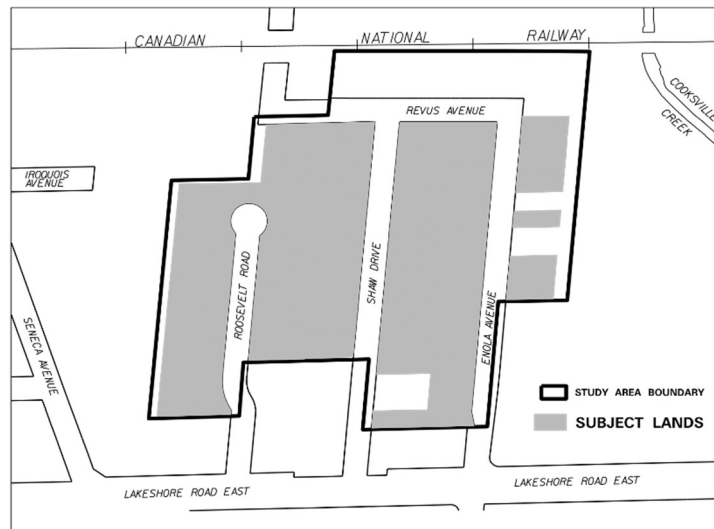 CANADIAN NATIONAL RAILWAY
COOKSVILLE
CREEK
REVUS AVENUE
IROQUOIS
AVENUE
ROOSEVELT ROAD
SHAW DRIVE
ENOLA AVENUE
SENECA AVENUE
STUDY AREA BOUNDARY
SUBJECT LANDS
LAKESHORE ROAD EAST
LAKESHORE ROAD EAST